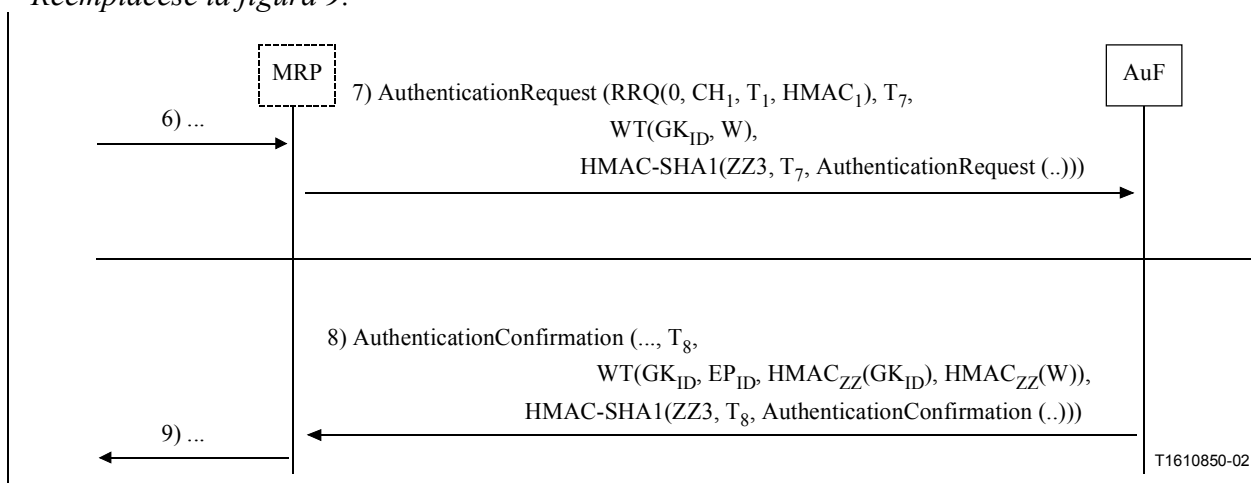 Reemplácese la figura 9:
MRP
AuF
7) AuthenticationRequest (RRQ(0, CH1, T1, HMAC1), T7,
WT(GKID, W),
HMAC-SHA1(ZZ3, T7, AuthenticationRequest (..)))
6) ...
8) AuthenticationConfirmation (..., T8,
WT(GKID, EPID, HMACZZ(GKID), HMACZZ(W)),
HMAC-SHA1(ZZ3, T8, AuthenticationConfirmation (..)))
9) ...
T1610850-02